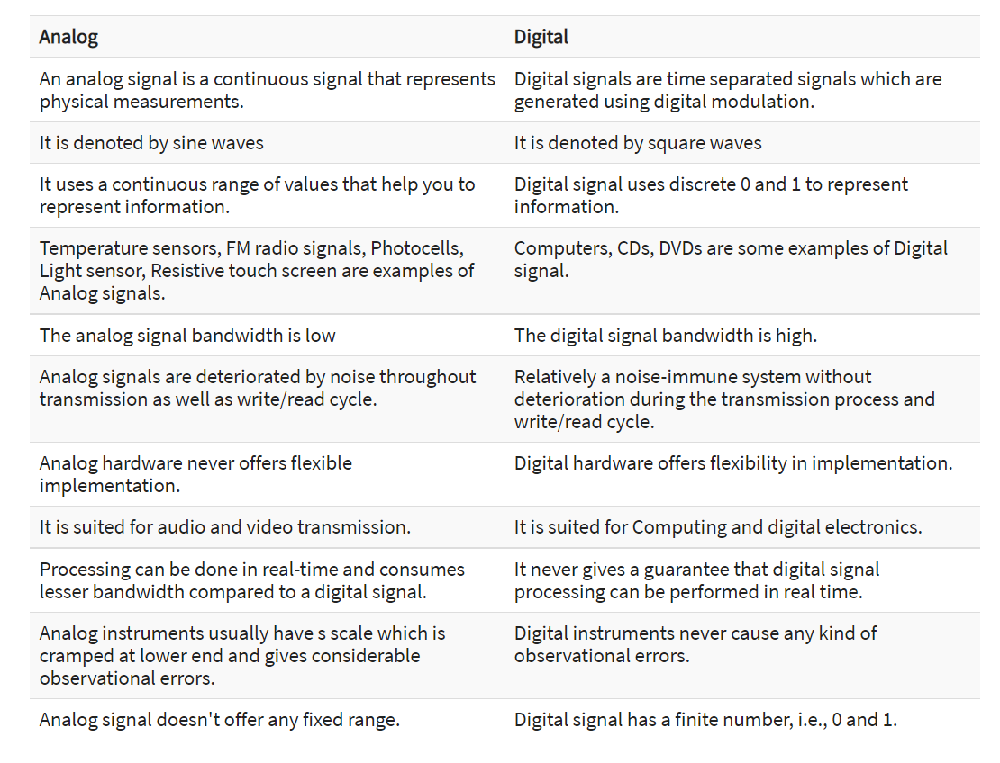 Analog Digital
An analog signal is a continuous signal that represents
physical measurements.
Digital signals are time separated signals which are
generated using digital modulation.
It is denoted by sine waves
It is denoted by square waves
It uses a continuous range of values that help you to
represent information.
Digital signal uses discrete 0 and 1 to represent
information.
Temperature sensors, FM radio signals, Photocells,
Light sensor, Resistive touch screen are examples of
Analog signals.
Computers, CDs, DVDs are some examples of Digital
signal.
The analog signal bandwidth is low
The digital signal bandwidth is high.
Analog signals are deteriorated by noise throughout
transmission as well as write/read cycle.
Relatively a noise-immune system without
deterioration during the transmission process and
write/read cycle.
Analog hardware never offers flexible
implementation.
Digital hardware offers flexibility in implementation.
It is suited for audio and video transmission.
It is suited for Computing and digital electronics.
Processing can be done in real-time and consumes
lesser bandwidth compared to a digital signal.
It never gives a guarantee that digital signal
processing can be performed in real time.
Analog instruments usually have s scale which is
cramped at lower end and gives considerable
observational errors.
Digital instruments never cause any kind of
observational errors.
Analog signal doesn't offer any fixed range.
Digital signal has a finite number, i.e., 0 and 1.